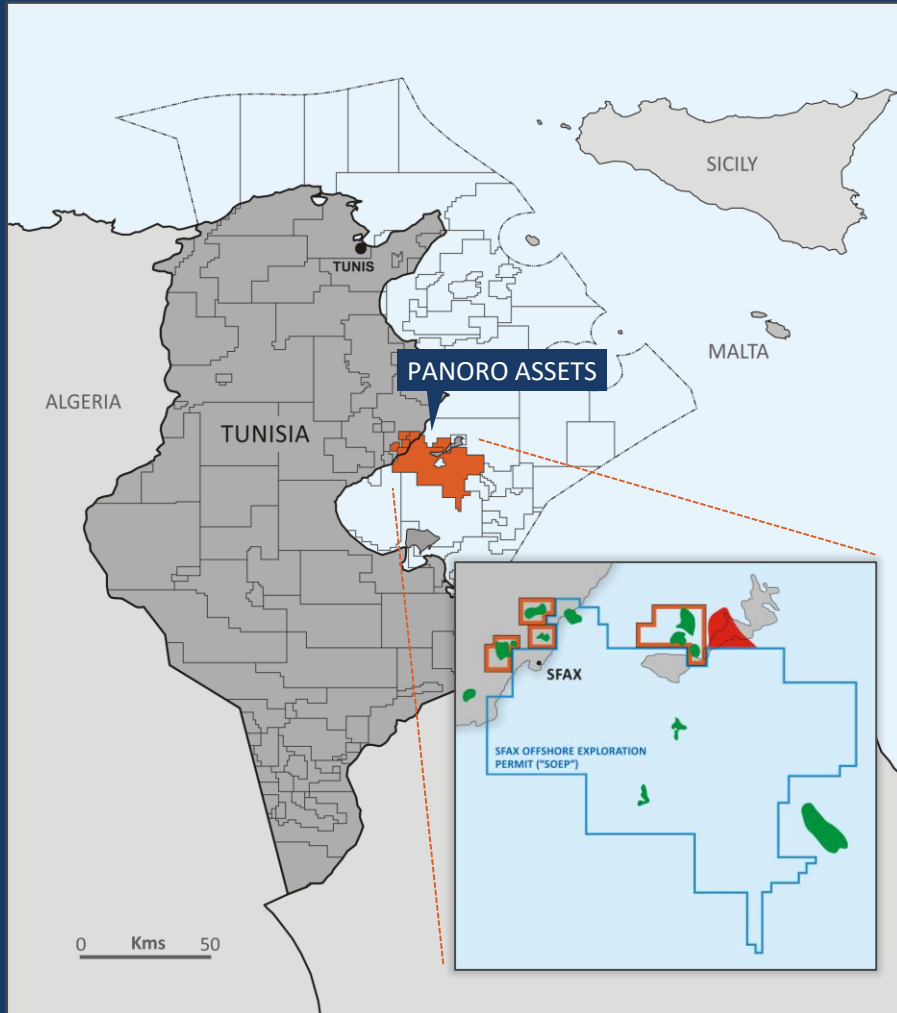 SICILY
TUNIS
MALTA
PANORO ASSETS
ALGERIA
TUNISIA
SFAX
SFAX OFFSHORE EXPLORATION
PERMIT ("SOEP")
0 Kms 50